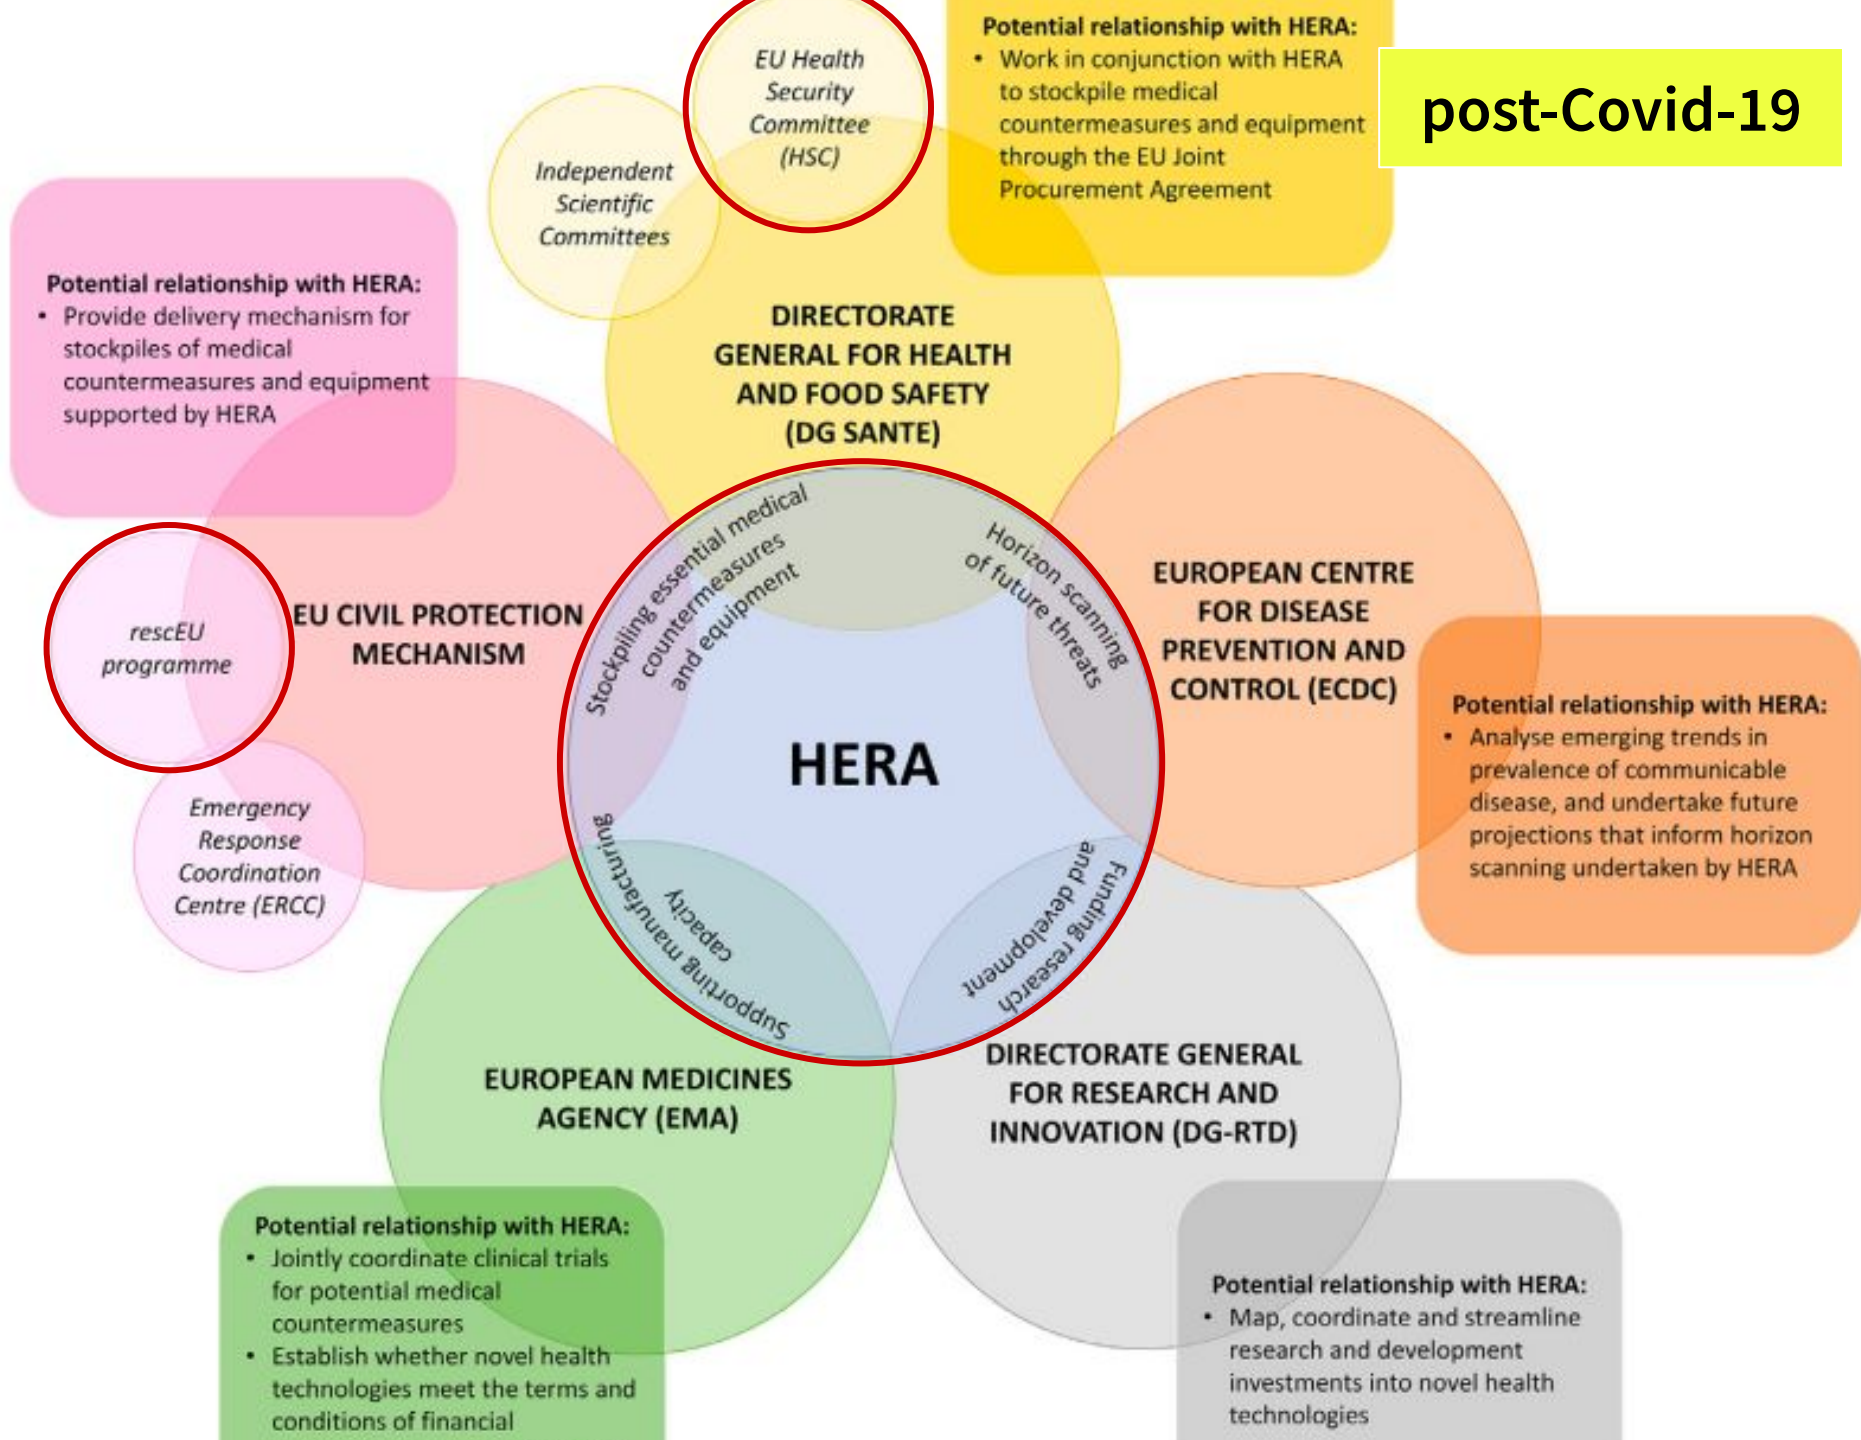 EU Health
Security
Committee
(HSC)
Independent
Scientific
Committees
Potential relationship with HERA:
• Work in conjunction with HERA
to stockpile medical
countermeasures and equipment
through the EU Joint
Procurement Agreement
post-Covid-19
Potential relationship with HERA:
• Provide delivery mechanism for
stockpiles of medical
countermeasures and equipment
supported by HERA
DIRECTORATE
GENERAL FOR HEALTH
AND FOOD SAFETY
(DG SANTE)
Stockpiling essential medical
countermeasures
and equipment
Horizon scanning
of future threats
EU CIVIL PROTECTION
MECHANISM
rescEU
programme
Emergency
Response
Coordination
Centre (ERCC)
EUROPEAN CENTRE
FOR DISEASE
PREVENTION AND
CONTROL (ECDC)
Potential relationship with HERA:
• Analyse emerging trends in
prevalence of communicable
disease, and undertake future
projections that inform horizon
scanning undertaken by HERA
HERA
Supporting manufacturing
capacity
Funding research
and development
EUROPEAN MEDICINES
AGENCY (EMA)
DIRECTORATE GENERAL
FOR RESEARCH AND
INNOVATION (DG-RTD)
Potential relationship with HERA:
• Jointly coordinate clinical trials
for potential medical
countermeasures
• Establish whether novel health
technologies meet the terms and
conditions of financial
Potential relationship with HERA:
• Map, coordinate and streamline
research and development
investments into novel health
technologies